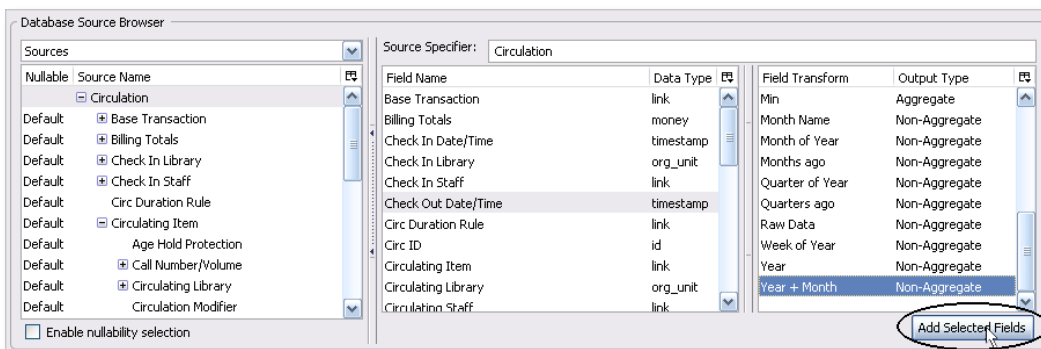 Database Source Browser
Sources
Source Specifier: Circulation
Nullable Source Name
Circulation
Default Base Transaction
Default Billing Totals
Default Check In Library
Default Check In Staff
Default Circ Duration Rule
Default Circulating Item
Default Age Hold Protection
Default Call Number/Volume
Default Circulating Library
Default Circulation Modifier
Enable nullability selection
Field Name Data Type
Base Transaction link
Billing Totals money
Check In Date/Time timestamp
Check In Library org_unit
Check In Staff link
Check Out Date/Time timestamp
Circ Duration Rule link
Circ ID id
Circulating Item link
Circulating Library org_unit
Circulating Staff link
Field Transform Output Type
Min Aggregate
Month Name Non-Aggregate
Month of Year Non-Aggregate
Months ago Non-Aggregate
Quarter of Year Non-Aggregate
Quarters ago Non-Aggregate
Raw Data Non-Aggregate
Week of Year Non-Aggregate
Year Non-Aggregate
Year + Month Non-Aggregate
Add Selected Fields